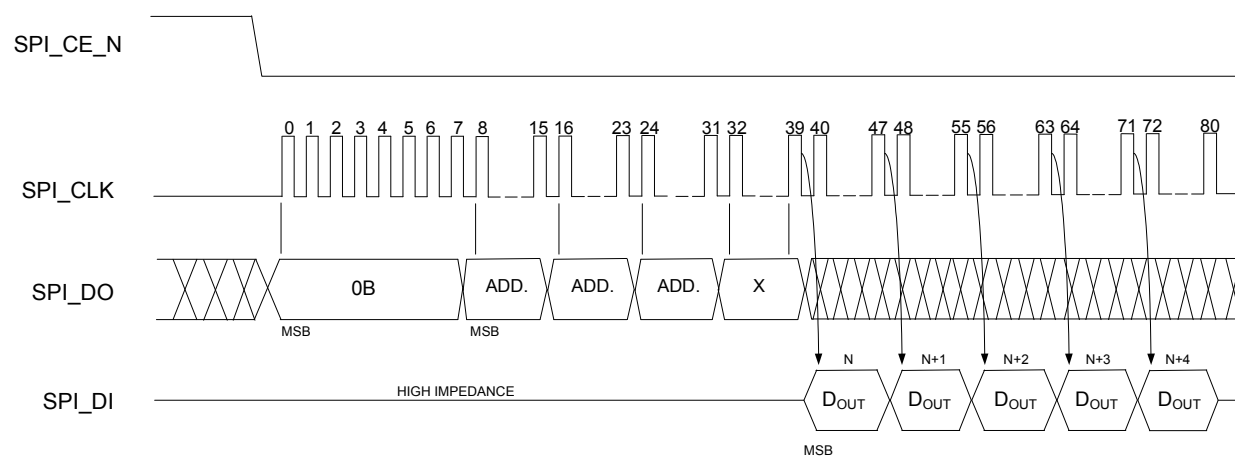 SPI_CE_N
0 1 2 3 4 5 6 7 8 15 16 23 24 31 32 39 40 47 48 55 56 63 64 71 72 80
SPI_CLK
SPI_DO
0B ADD. ADD. ADD. X
MSB MSB
N N+1 N+2 N+3 N+4
HIGH IMPEDANCE
SPI_DI
DOUT DOUT DOUT DOUT DOUT
MSB